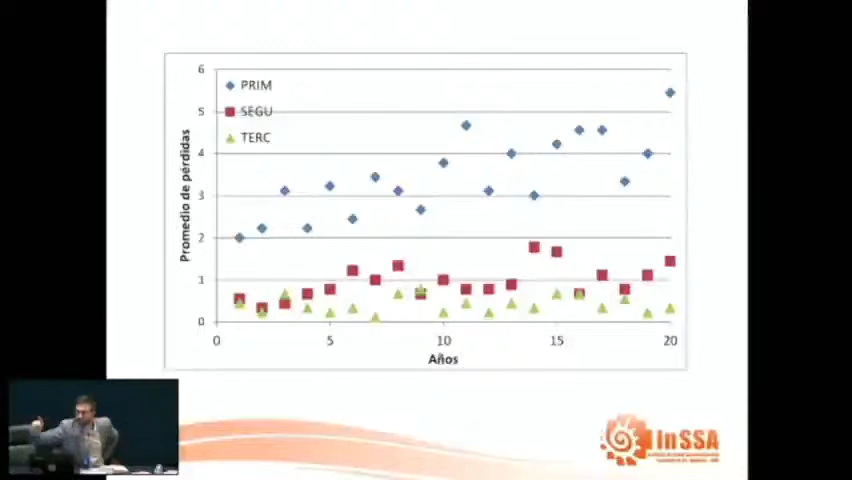 6
PRIM
5
SEGU
TERC
4
3
2
1
0
Promedio de pérdidas
0 5 10 15 20
Años
InSSA